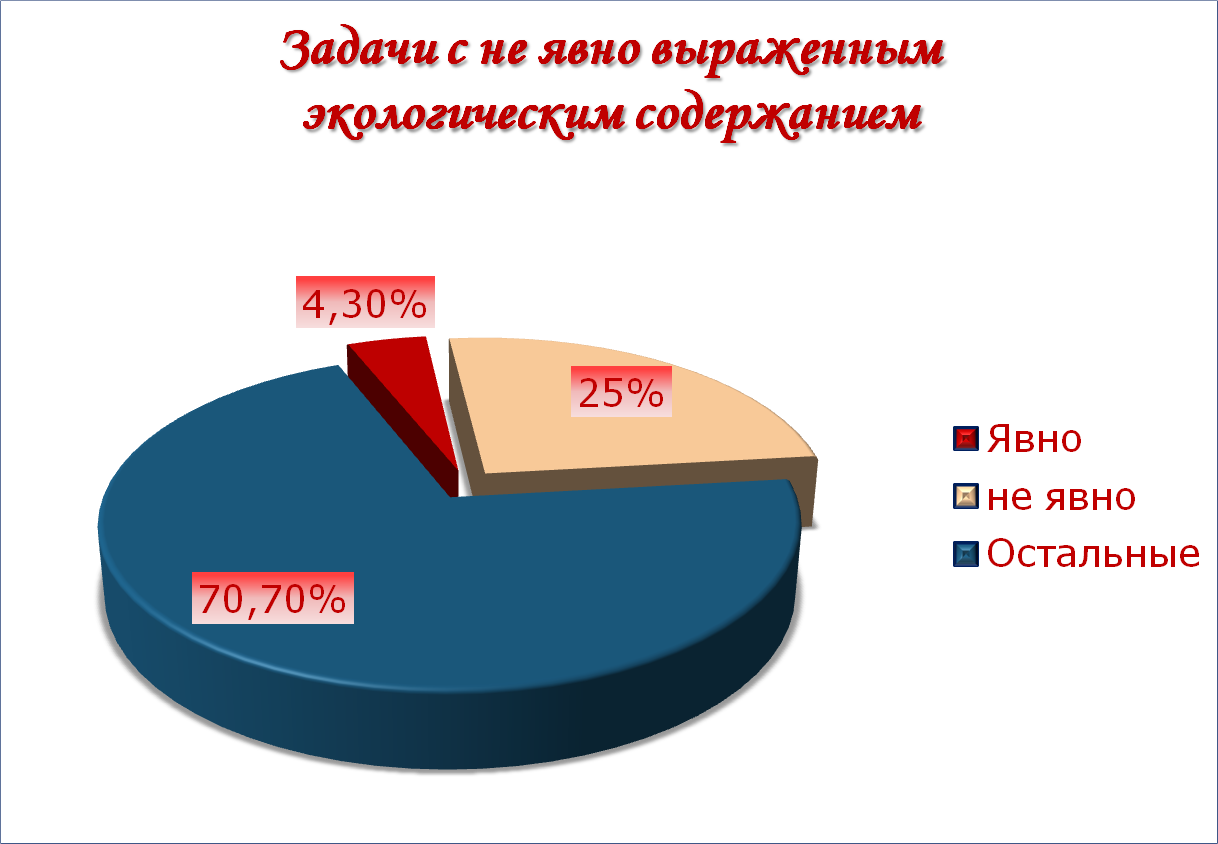 Задачи с не явно выраженным
экологическим содержанием
4,30%
25%
70,70%
Явно
не явно
Остальные